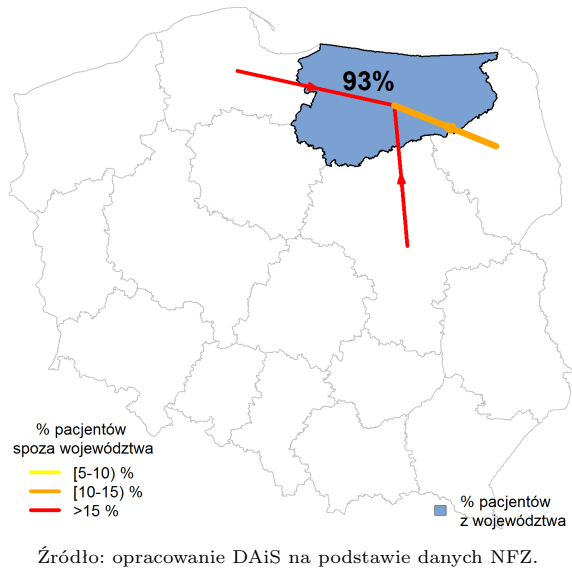 93%
% pacjentów
spoza województwa
[5-10) %
[10-15) %
>15 %
% pacjentów
z województwa
Źródło: opracowanie DAiS na podstawie danych NFZ.